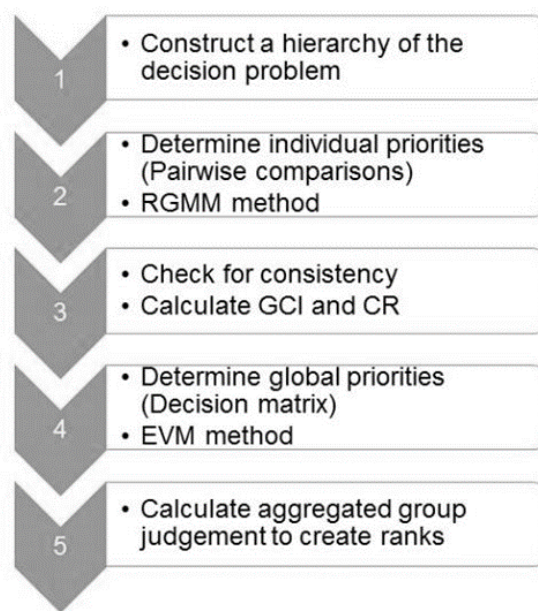 1
• Construct a hierarchy of the
decision problem
2
• Determine individual priorities
(Pairwise comparisons)
• RGMM method
3
• Check for consistency
• Calculate GCI and CR
4
• Determine global priorities
(Decision matrix)
• EVM method
5
• Calculate aggregated group
judgement to create ranks